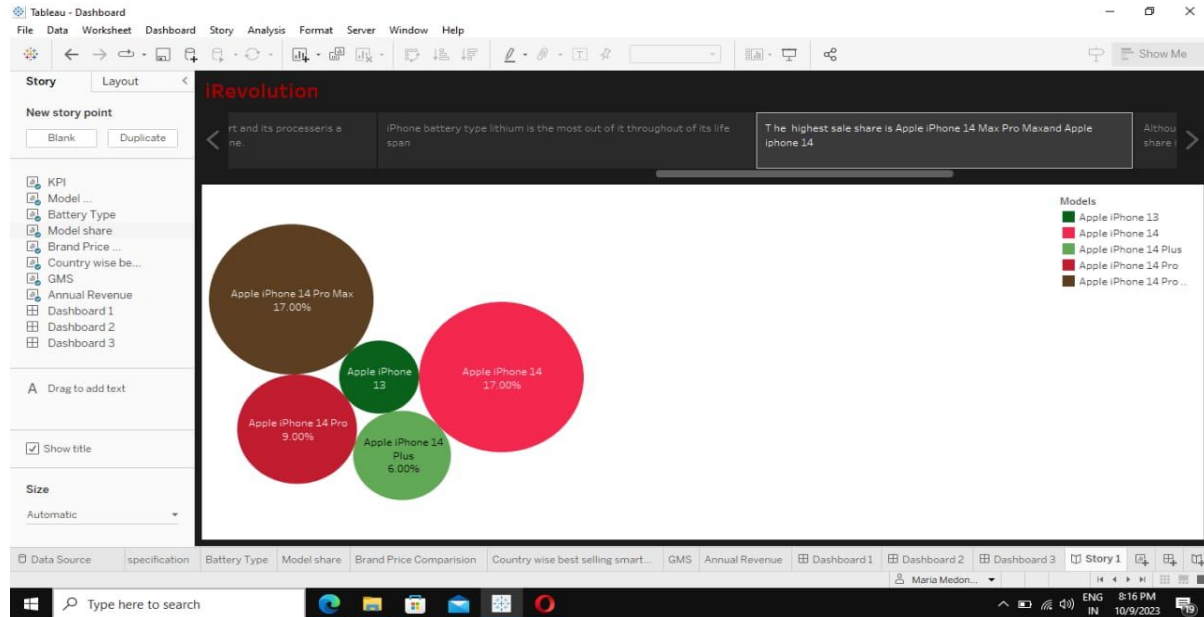 Tableau - Dashboard
File Data Worksheet Dashboard Story Analysis Format Server Window Help
Show Me
Story Layout
New story point
Blank Duplicate
KPI
Model ...
Battery Type
Model share
Brand Price ...
Country wise be...
GMS
Annual Revenue
Dashboard 1
Dashboard 2
Dashboard 3
A Drag to add text
Show title
Size
Automatic
iRevolution
rt and its processeris a
ne.
iPhone battery type lithium is the most out of it throughout of its life
span
T he highest sale share is Apple iPhone 14 Max Pro Maxand Apple
iphone 14
Althou
share i
Apple iPhone 14 Pro Max
17.00%
Apple iPhone
13
Apple iPhone 14
17.00%
Apple iPhone 14 Pro
9.00%
Apple iPhone 14
Plus
6.00%
Models
Apple iPhone 13
Apple iPhone 14
Apple iPhone 14 Plus
Apple iPhone 14 Pro
Apple iPhone 14 Pro ..
Data Source specification Battery Type Model share Brand Price Comparision Country wise best selling smart... GMS Annual Revenue Dashboard 1 Dashboard 2 Dashboard 3 Story 1
Maria Medon...
Type here to search
ENG 8:16 PM
IN 10/9/2023
19